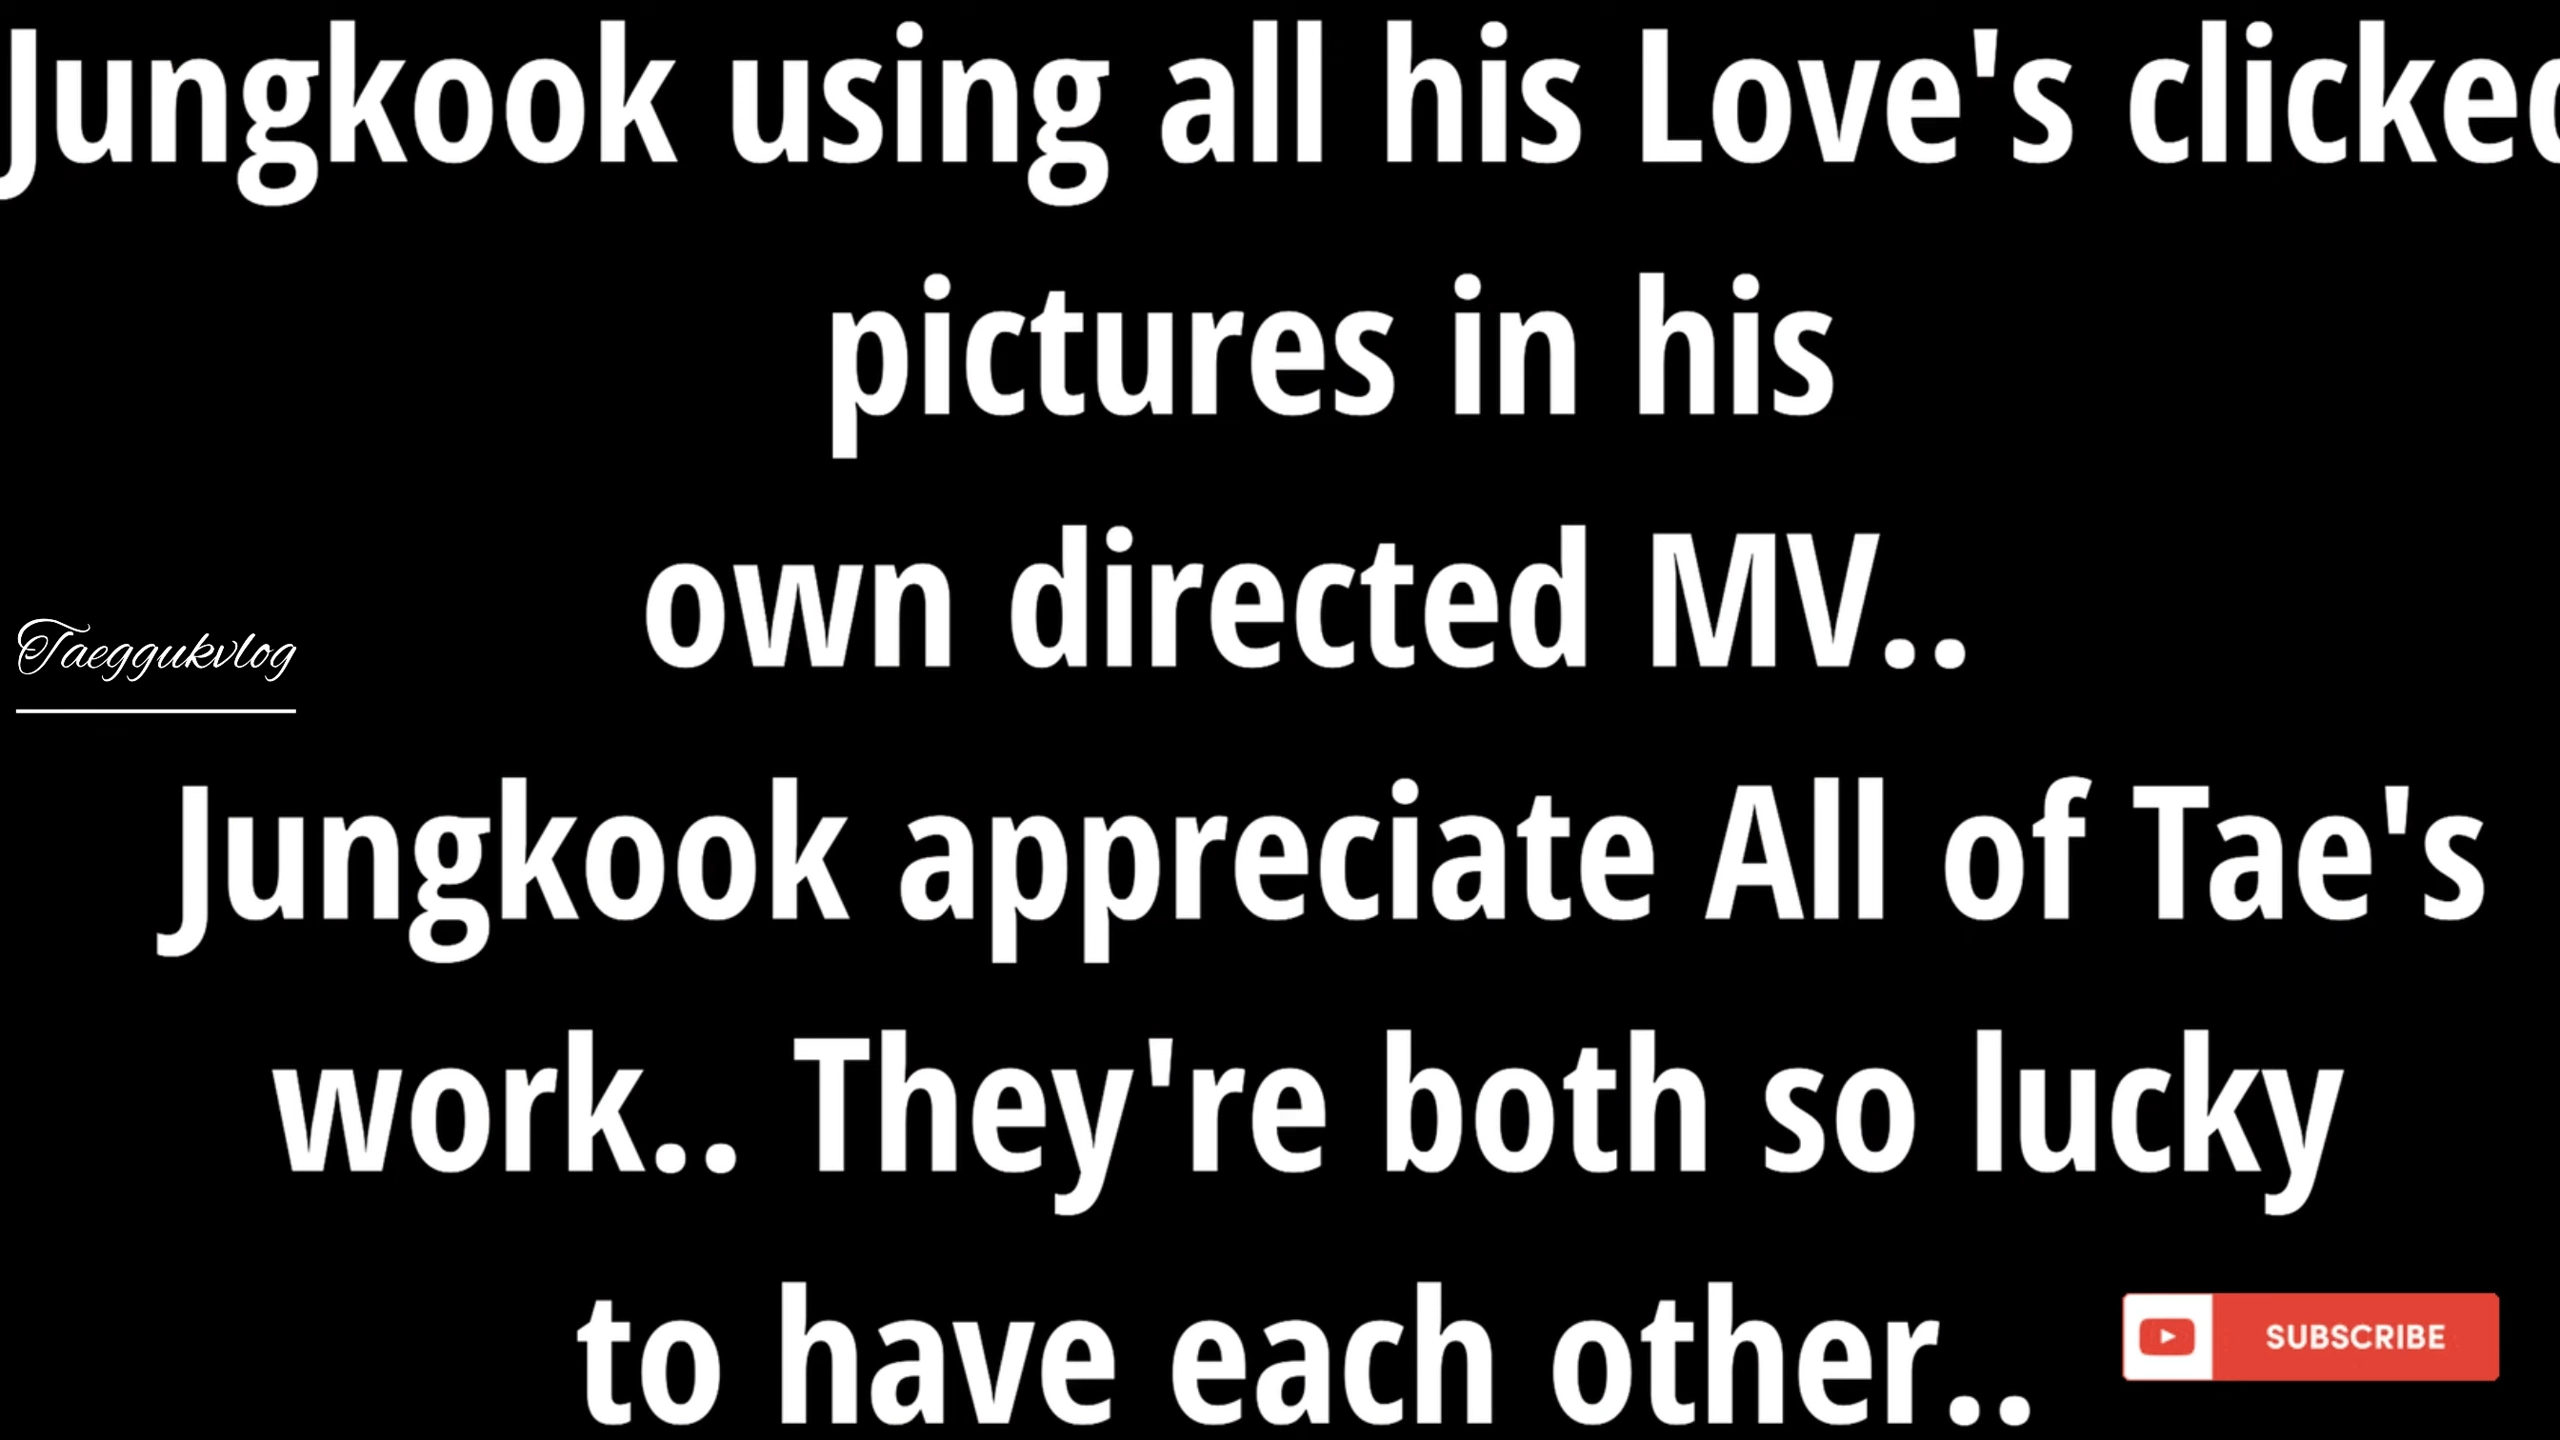 Jungkook using all his Love's clicked
pictures in his
own directed MV..
Taeggukvlog
Jungkook appreciate All of Tae's
work.. They're both so lucky
to have each other..
SUBSCRIBE